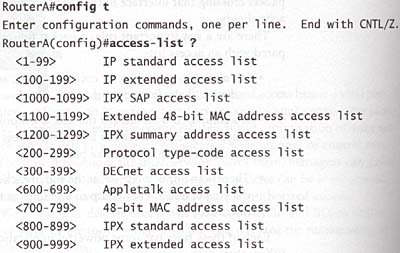 RouterA#config t
Enter configuration commands, one per line.  End with CNTL/Z.
RouterA(config)#access-list ?
<1-99>       IP standard access list
<100-199>    IP extended access list
<1000-1099>  IPX SAP access list
<1100-1199>  Extended 48-bit MAC address access list
<1200-1299>  IPX summary address access list
<200-299>    Protocol type-code access list
<300-399>    DECnet access list
<600-699>    Appletalk access list
<700-799>    48-bit MAC address access list
<800-899>    IPX standard access list
<900-999>    IPX extended access list